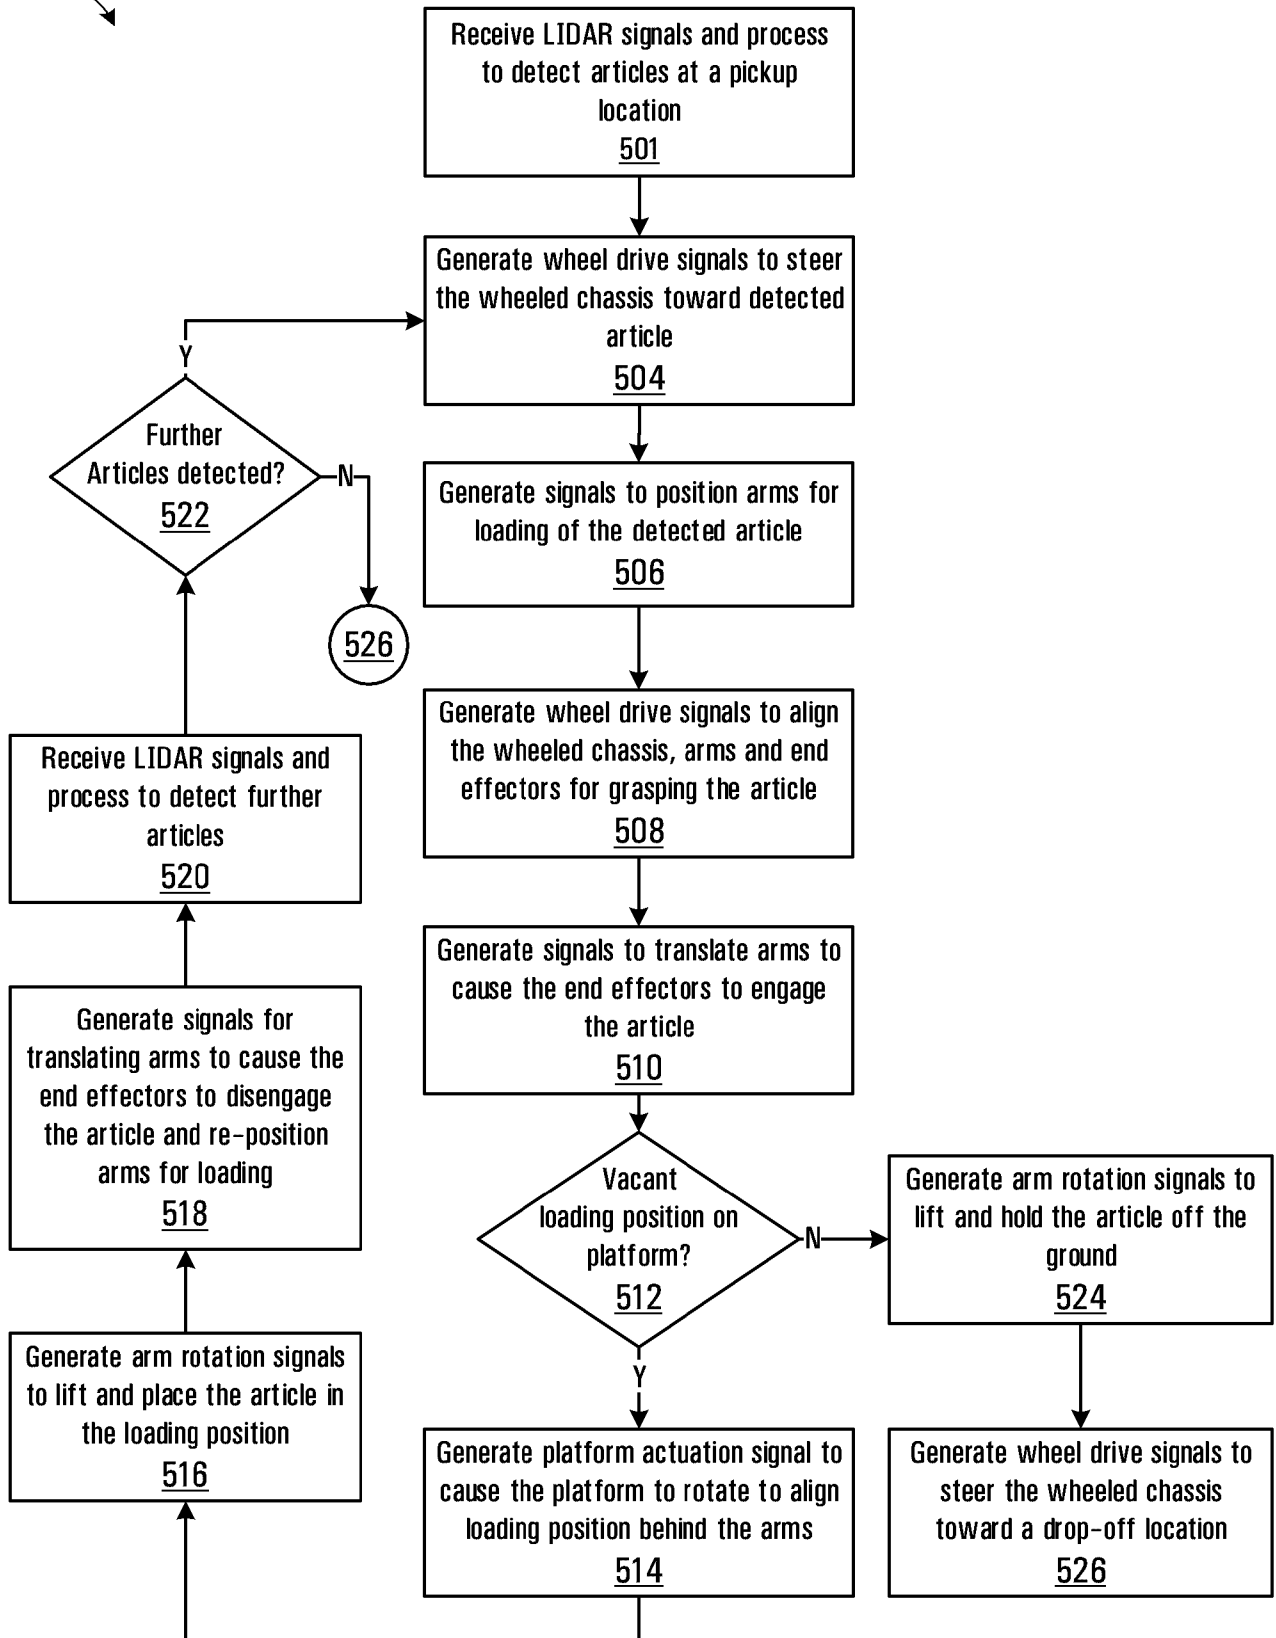 Receive LIDAR signals and process
to detect articles at a pickup
location
501
Generate wheel drive signals to steer
the wheeled chassis toward detected
article
504
Y
Further
Articles detected?
522
N
526
Generate signals to position arms for
loading of the detected article
506
Generate wheel drive signals to align
the wheeled chassis, arms and end
effectors for grasping the article
508
Receive LIDAR signals and
process to detect further
articles
520
Generate signals to translate arms to
cause the end effectors to engage
the article
510
Generate signals for
translating arms to cause the
end effectors to disengage
the article and re-position
arms for loading
518
Vacant
loading position on
platform?
512
N
Generate arm rotation signals to
lift and hold the article off the
ground
524
Y
Generate arm rotation signals
to lift and place the article in
the loading position
516
Generate platform actuation signal to
cause the platform to rotate to align
loading position behind the arms
514
Generate wheel drive signals to
steer the wheeled chassis
toward a drop-off location
526